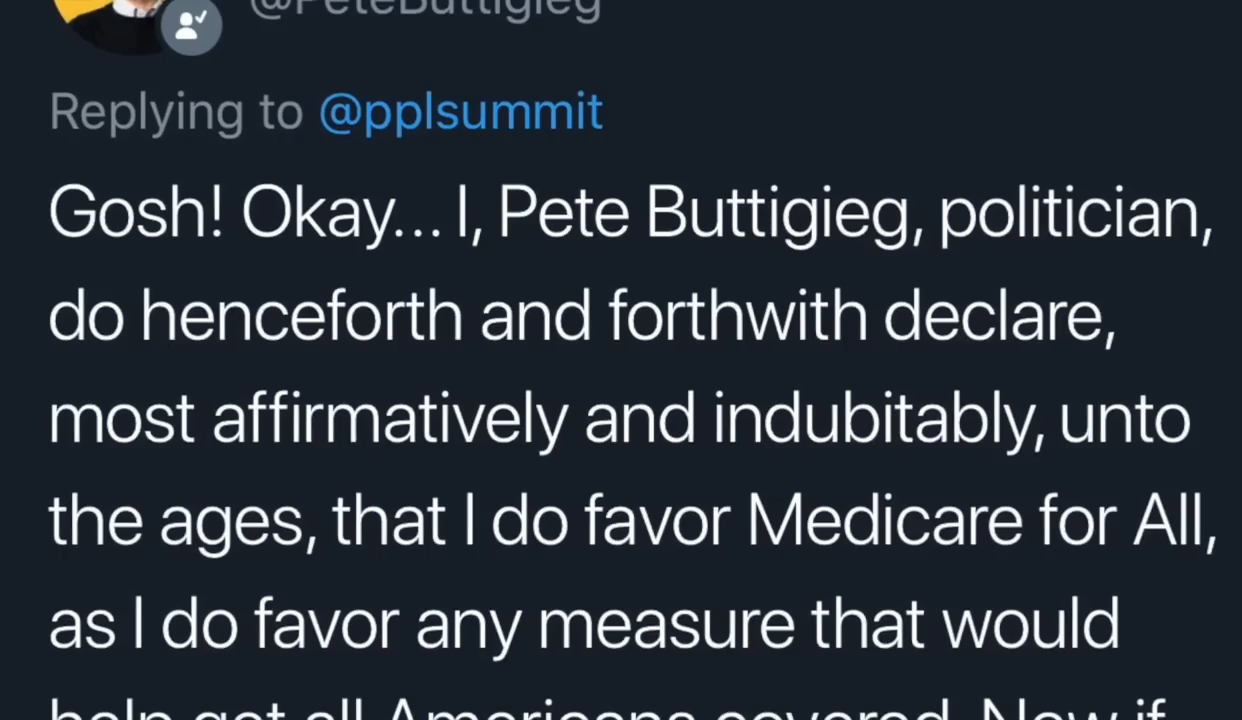 @PeteButtigieg
Replying to @pplsummit
Gosh! Okay... I, Pete Buttigieg, politician,
do henceforth and forthwith declare,
most affirmatively and indubitably, unto
the ages, that I do favor Medicare for All,
as I do favor any measure that would
help get all Americans covered. Now if